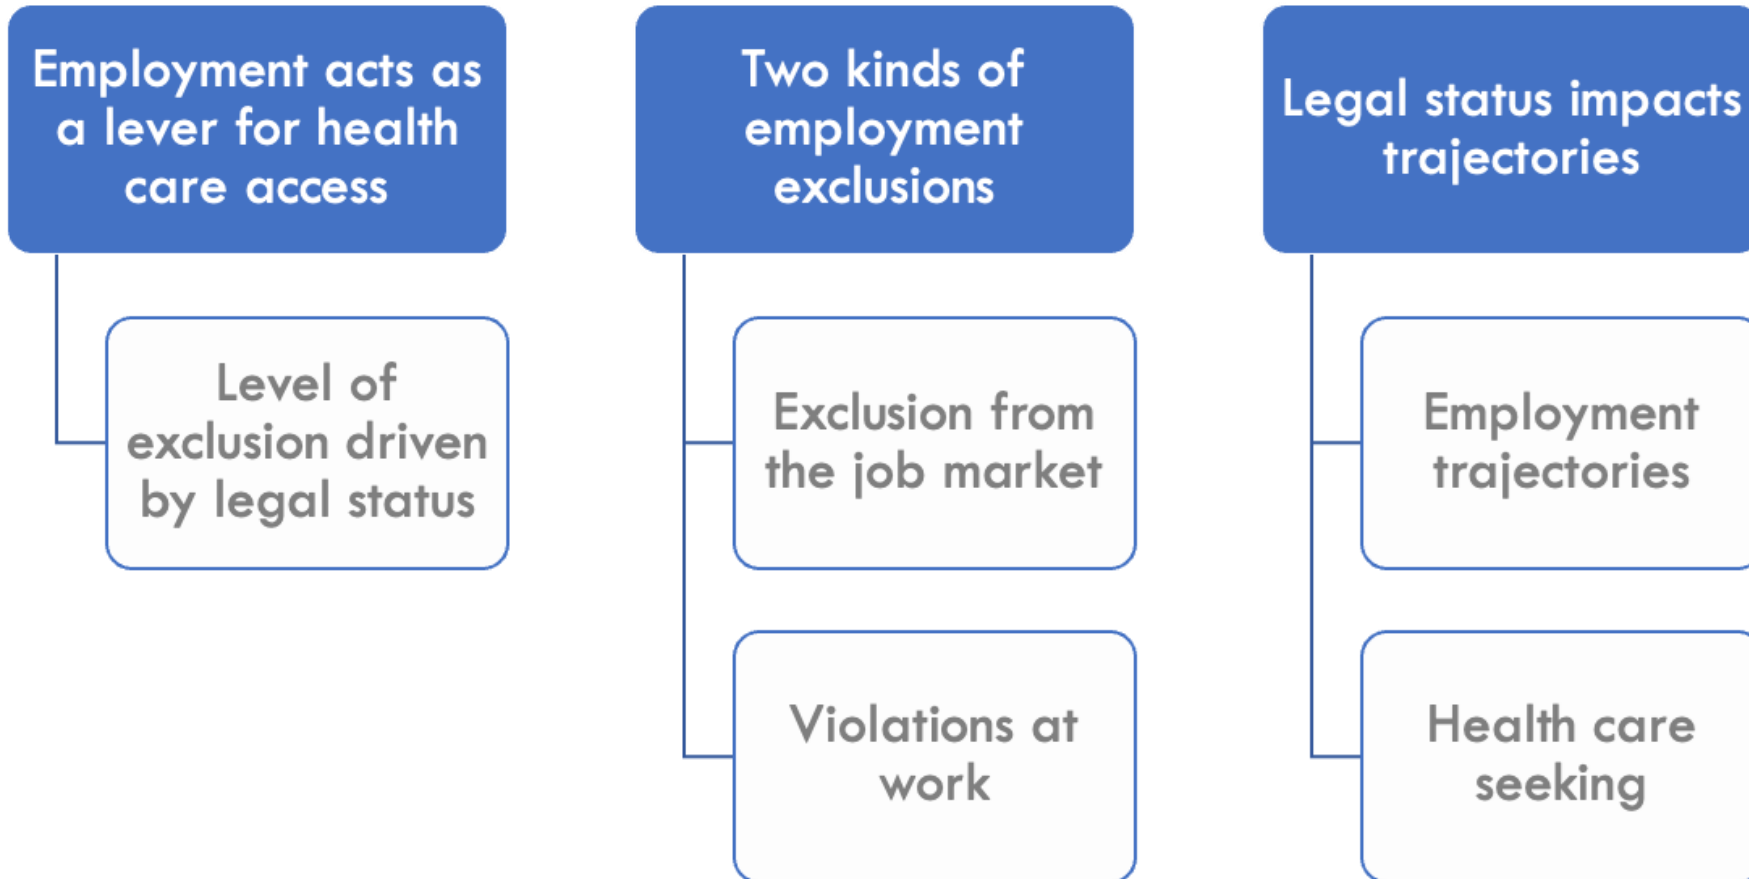 Employment acts as
a lever for health
care access
Level of
exclusion driven
by legal status
Two kinds of
employment
exclusions
Exclusion from
the job market
Violations at
work
Legal status impacts
trajectories
Employment
trajectories
Health care
seeking